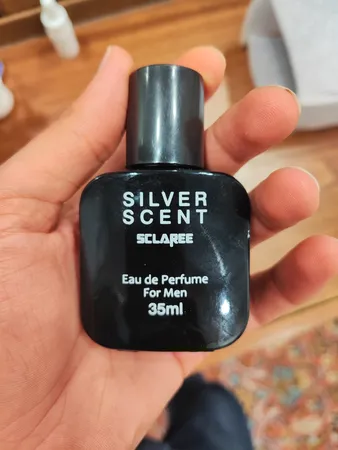 SILVER
SCENT
SCLAREE
Eau de Perfume
For Men
35ml